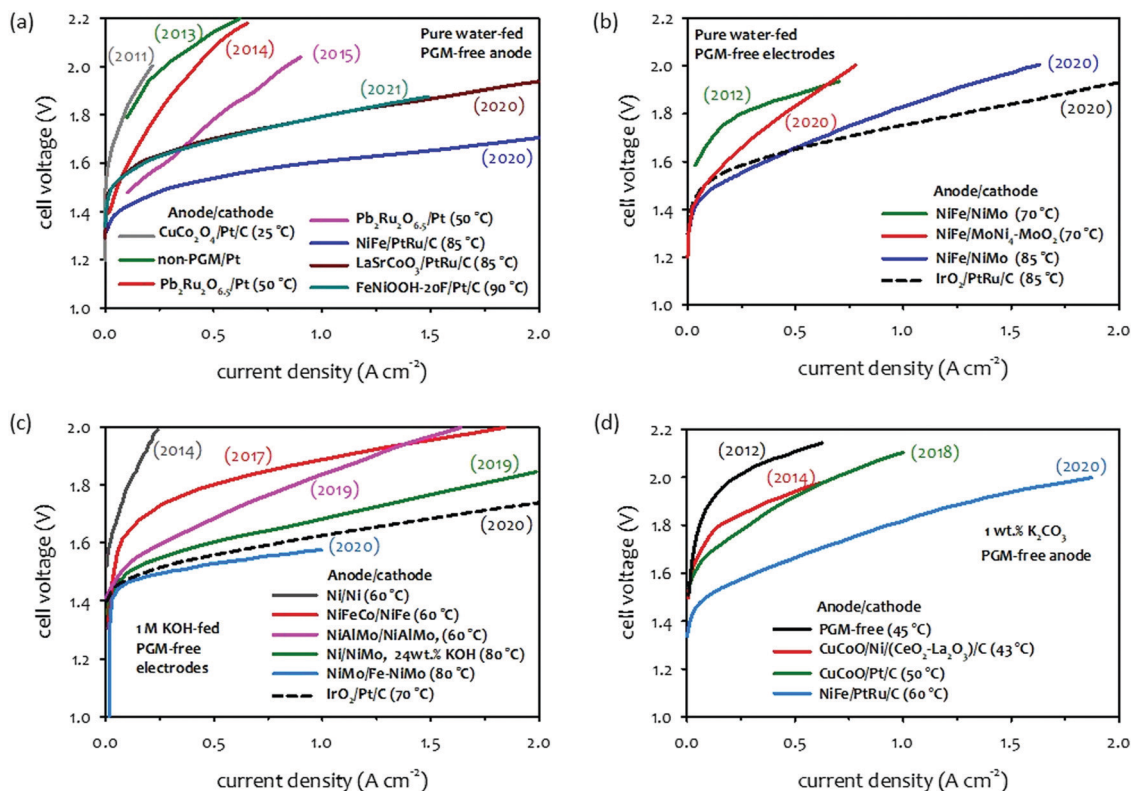 (a)
2.2
2.0
1.8
1.6
1.4
1.2
1.0
0.0
0.5
1.0
1.5
2.0
cell voltage (V)
current density (A cm⁻²)
Pure water-fed
PGM-free anode
(2011)
(2013)
(2014)
(2015)
(2021)
(2020)
(2020)
Anode/cathode
CuCo₂O₄/Pt/C (25 °C)
non-PGM/Pt
Pb₂Ru₂O₆.₅/Pt (50 °C)
Pb₂Ru₂O₆.₅/Pt (50 °C)
NiFe/PtRu/C (85 °C)
LaSrCoO₃/PtRu/C (85 °C)
FeNiOOH-20F/Pt/C (90 °C)
(b)
2.2
2.0
1.8
1.6
1.4
1.2
1.0
0.0
0.5
1.0
1.5
2.0
cell voltage (V)
current density (A cm⁻²)
Pure water-fed
PGM-free electrodes
(2012)
(2020)
(2020)
(2020)
Anode/cathode
NiFe/NiMo (70 °C)
NiFe/MoNi₄-MoO₂ (70 °C)
NiFe/NiMo (85 °C)
IrO₂/PtRu/C (85 °C)
(c)
2.0
1.8
1.6
1.4
1.2
1.0
0.0
0.5
1.0
1.5
2.0
cell voltage (V)
current density (A cm⁻²)
(2014)
(2017)
(2019)
(2019)
(2020)
(2020)
1 M KOH-fed
PGM-free
electrodes
Anode/cathode
Ni/Ni (60 °C)
NiFeCo/NiFe (60 °C)
NiAlMo/NiAlMo, (60 °C)
Ni/NiMo, 24wt.% KOH (80 °C)
NiMo/Fe-NiMo (80 °C)
IrO₂/Pt/C (70 °C)
(d)
2.2
2.0
1.8
1.6
1.4
1.2
1.0
0.0
0.5
1.0
1.5
2.0
cell voltage (V)
current density (A cm⁻²)
(2012)
(2014)
(2018)
(2020)
1 wt.% K₂CO₃
PGM-free anode
Anode/cathode
PGM-free (45 °C)
CuCoO/Ni/(CeO₂-La₂O₃)/C (43 °C)
CuCoO/Pt/C (50 °C)
NiFe/PtRu/C (60 °C)